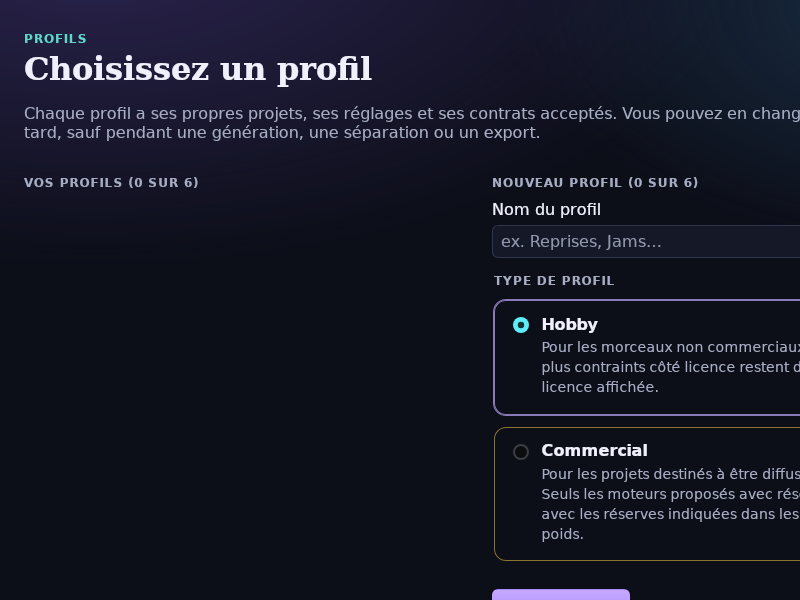 PROFILS
Choisissez un profil
Chaque profil a ses propres projets, ses réglages et ses contrats acceptés. Vous pouvez en
tard, sauf pendant une génération, une séparation ou un export.
VOS PROFILS (0 SUR 6)
NOUVEAU PROFIL (0 SUR 6)
Nom du profil
ex. Reprises, Jams…
TYPE DE PROFIL
Hobby
Pour les morceaux non commerciaux
plus contraints côté licence restent
licence affichée.
Commercial
Pour les projets destinés à être
Seuls les moteurs proposés avec
avec les réserves indiquées dans les
poids.